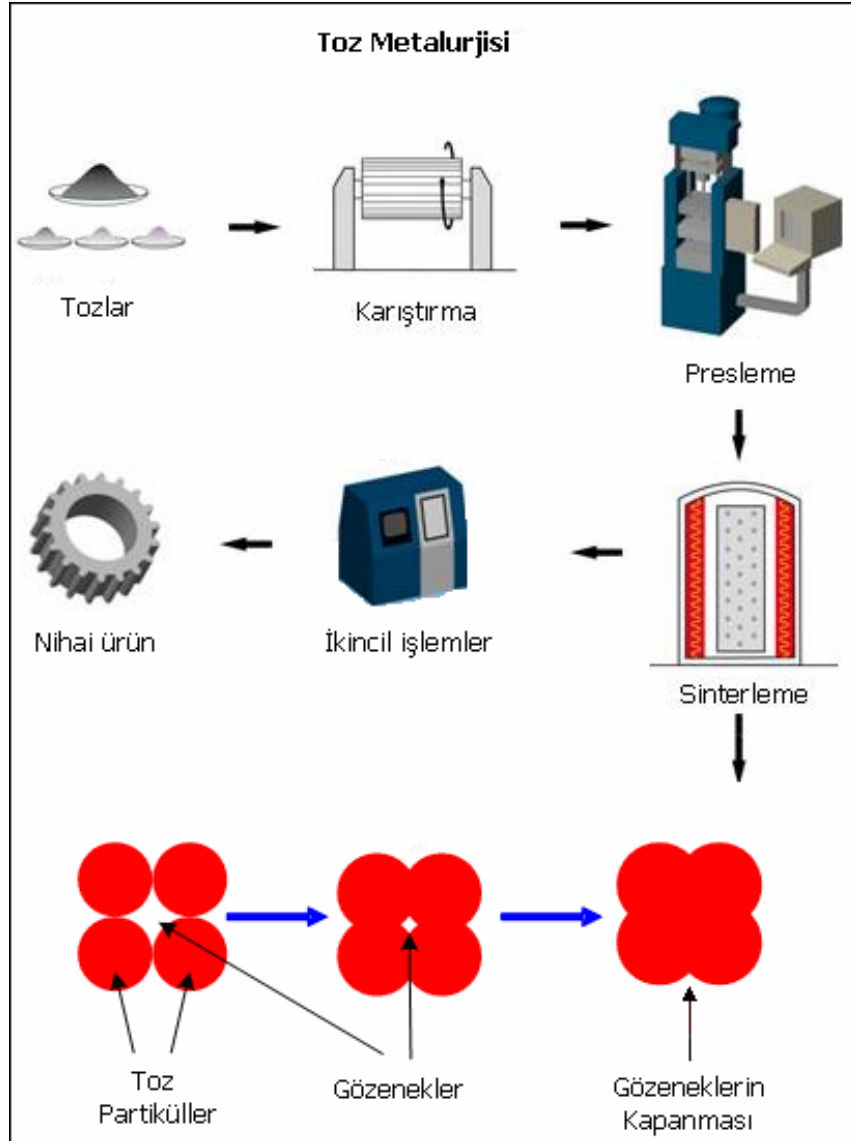 Toz Metalurjisi
Tozlar
Karıştırma
Presleme
Nihai ürün
İkincil işlemler
Sinterleme
Toz
Partiküller
Gözenekler
Gözeneklerin
Kapanması